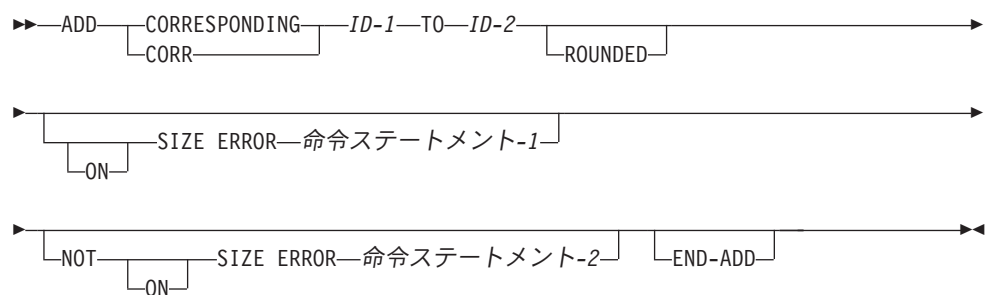 ADD CORRESPONDING ID-1 TO ID-2
CORR ROUNDED
SIZE ERROR 命令ステートメント-1
ON
NOT SIZE ERROR 命令ステートメント-2 END-ADD
ON